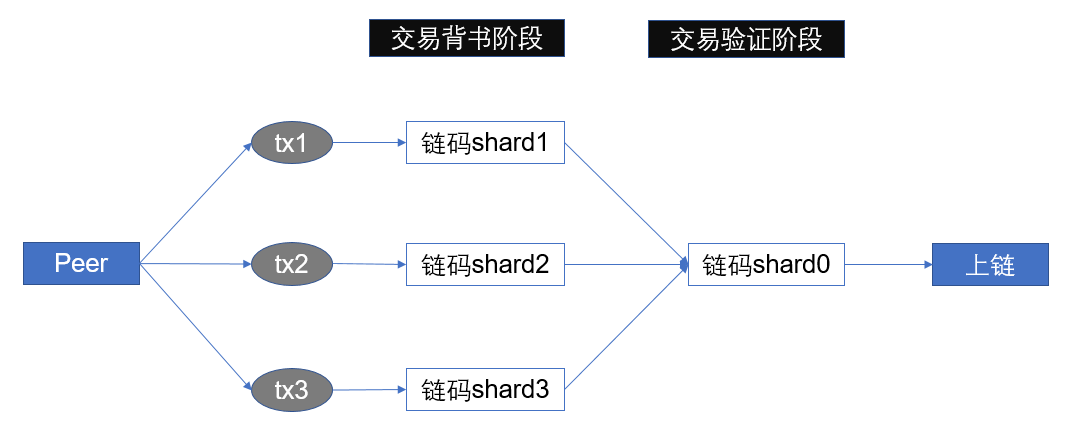 交易背书阶段
交易验证阶段
tx1
链码shard1
Peer
tx2
链码shard2
链码shard0
上链
tx3
链码shard3